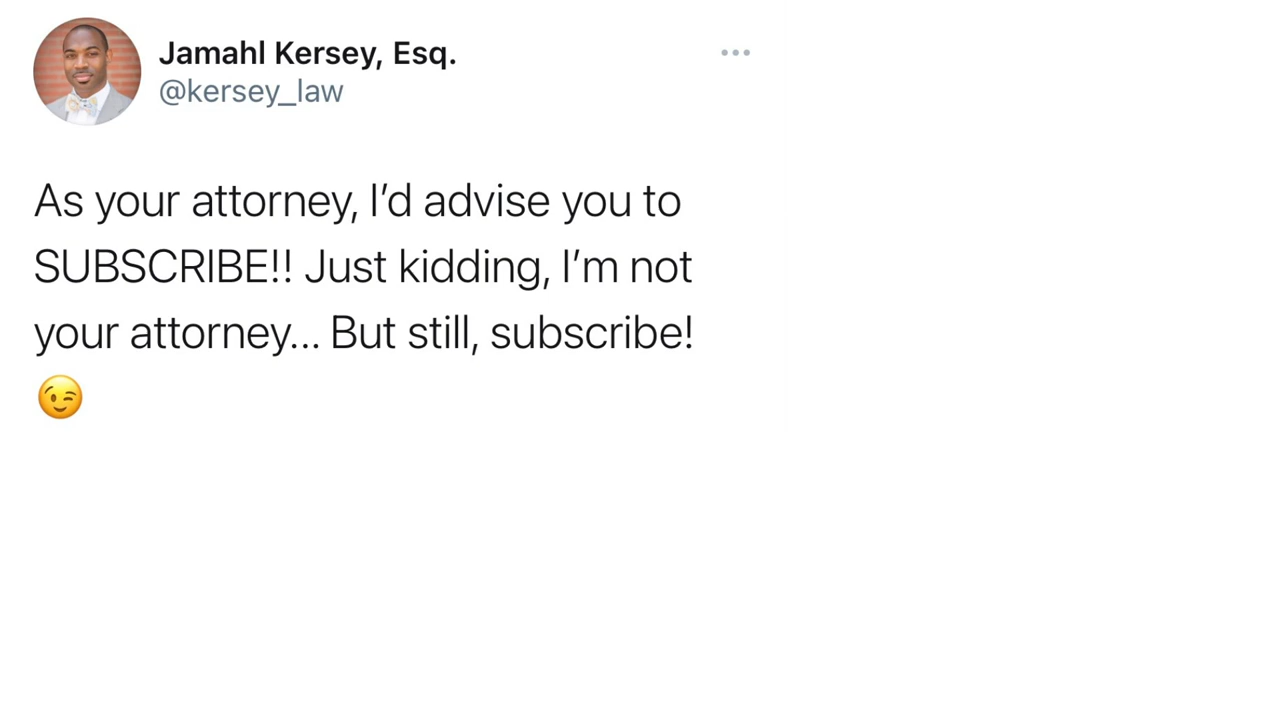 Jamahl Kersey, Esq.
@kersey_law
As your attorney, I’d advise you to
SUBSCRIBE!! Just kidding, I’m not
your attorney... But still, subscribe!
😉